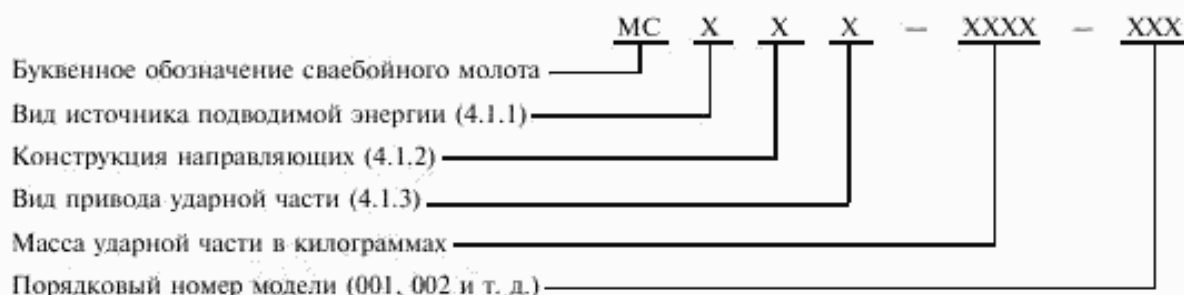 МС X X X – XXXX – XXX
Буквенное обозначение сваебойного молота
Вид источника подводимой энергии (4.1.1)
Конструкция направляющих (4.1.2)
Вид привода ударной части (4.1.3)
Масса ударной части в килограммах
Порядковый номер модели (001, 002 и т. д.)